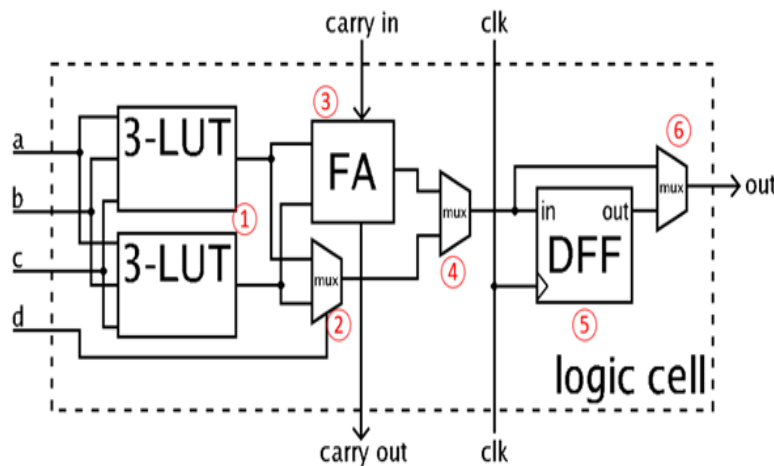 carry in
clk
a
b
c
d
3-LUT
①
3-LUT
③
FA
mux
②
mux
④
in
out
DFF
⑤
mux
⑥
out
logic cell
carry out
clk